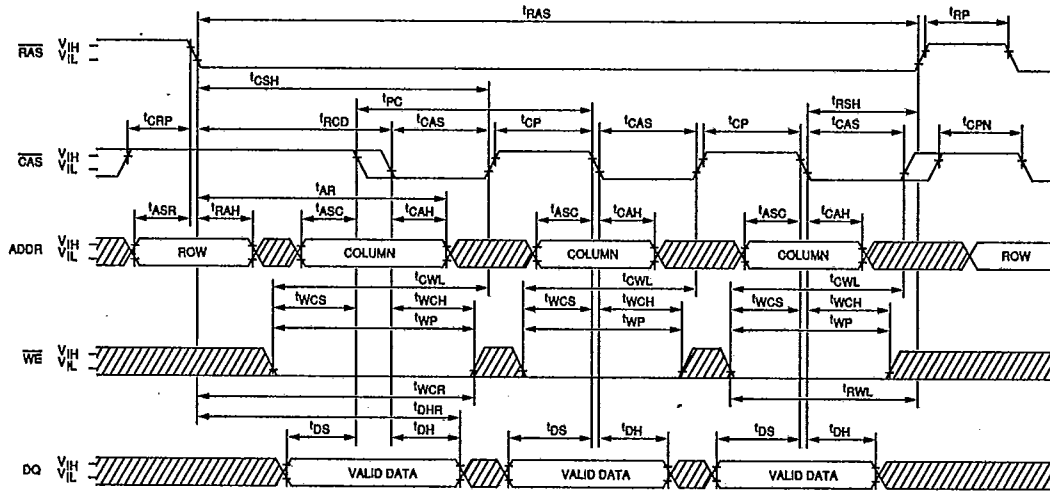 tRAS
tRP
RAS VIH
VIL
tCSH
tPC
tRSH
tCRP
tRCD
tCAS
tCP
tCAS
tCP
tCAS
tCPN
CAS VIH
VIL
tAR
tASR
tRAH
tASC
tCAH
tASC
tCAH
tASC
tCAH
ADDR VIH
VIL
ROW
COLUMN
COLUMN
COLUMN
ROW
tCWL
tCWL
tCWL
tWCS
tWCH
tWCS
tWCH
tWCS
tWCH
tWP
tWP
tWP
WE VIH
VIL
tWCR
tRWL
tDHR
tDS
tDH
tDS
tDH
tDS
tDH
DQ VIH
VIL
VALID DATA
VALID DATA
VALID DATA